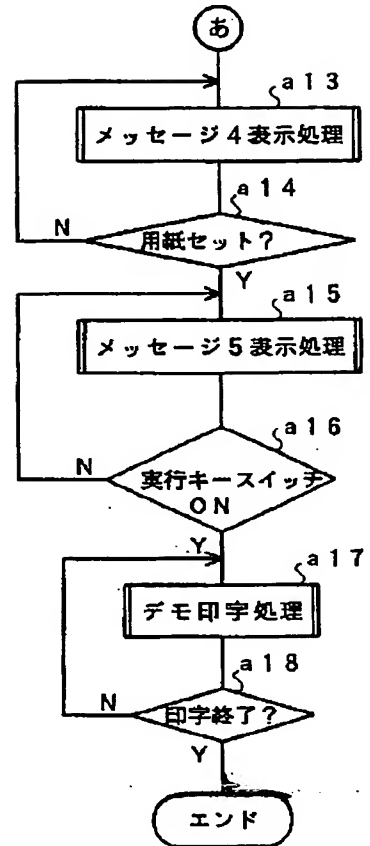 あ
a13
メッセージ4表示処理
a14
用紙セット?
N
Y
a15
メッセージ5表示処理
a16
実行キースイッチ
ON
N
Y
a17
デモ印字処理
a18
印字終了?
N
Y
エンド